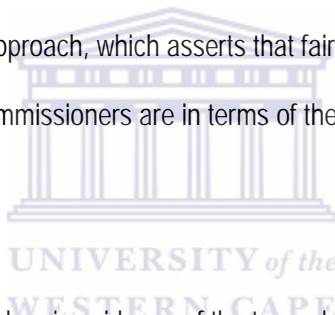 pproach, which asserts that fair
mmissioners are in terms of the
UNIVERSITY of the
WESTERN CAPE